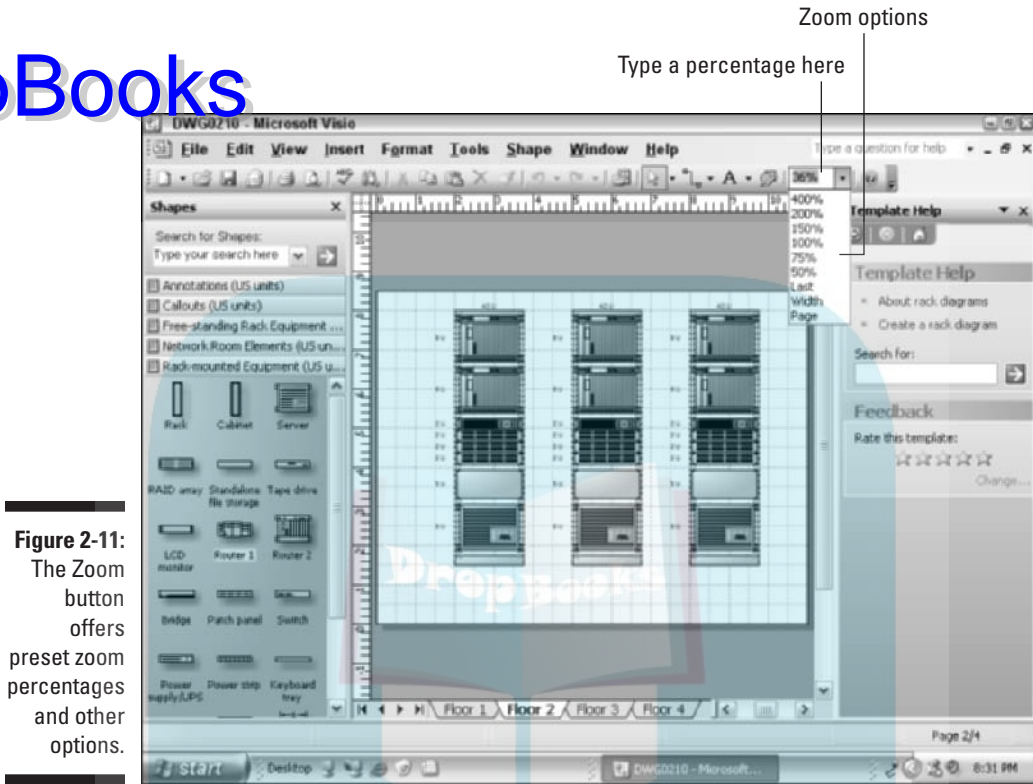 Zoom options
Type a percentage here
pBooks
DWG0210 - Microsoft Visio
File Edit View Insert Format Tools Shape Window Help
Type a question for help
36%
400%
200%
150%
100%
75%
50%
Last
Width
Page
Shapes
Search for Shapes:
Type your search here
Annotations (US units)
Callouts (US units)
Free-standing Rack Equipment ...
Network Room Elements (US un...
Rack-mounted Equipment (US u...
Rack Cabinet Server
RAID array Standalone file storage Tape drive
LCD monitor Router 1 Router 2
Bridge Patch panel Switch
Power supply/UPS Power strip Keyboard tray
Template Help
Template Help
About rack diagrams
Create a rack diagram
Search for:
Feedback
Rate this template:
Change...
DropBooks
Floor 1 Floor 2 Floor 3 Floor 4
Page 2/4
start Desktop DWG0210 - Microsoft... 8:31 PM
Figure 2-11:
The Zoom
button
offers
preset zoom
percentages
and other
options.